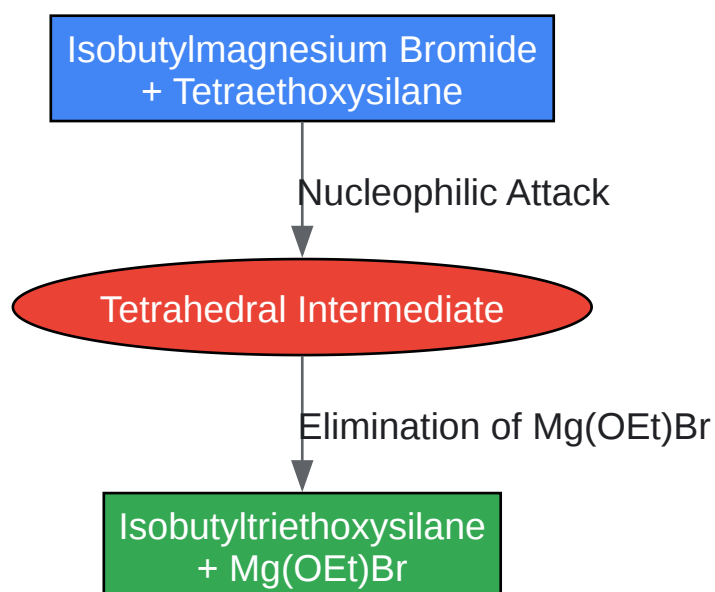 Isobutylmagnesium Bromide
+ Tetraethoxysilane
Nucleophilic Attack
Tetrahedral Intermediate
Elimination of Mg(OEt)Br
Isobutyltriethoxysilane
+ Mg(OEt)Br